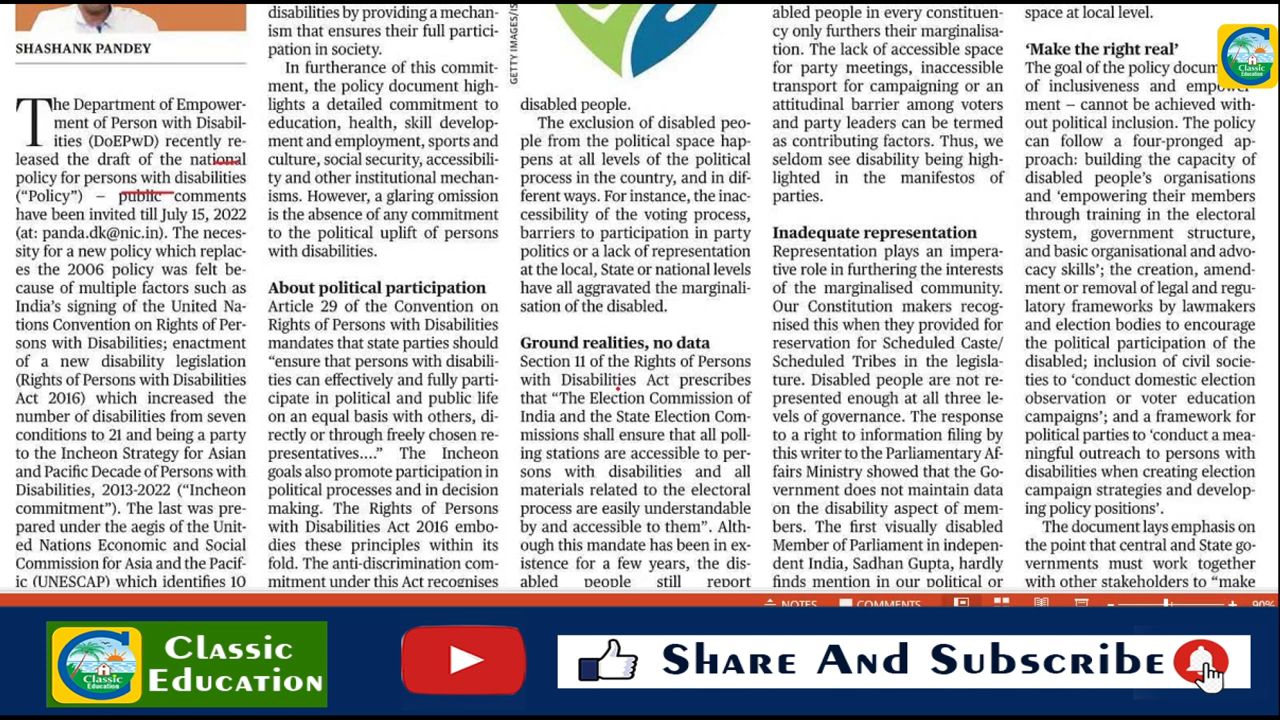 SHASHANK PANDEY
The Department of Empower-
ment of Person with Disabil-
ities (DoEPwD) recently re-
leased the draft of the national
policy for persons with disabilities
(“Policy”) – public comments
have been invited till July 15, 2022
(at: panda.dk@nic.in). The neces-
sity for a new policy which replac-
es the 2006 policy was felt be-
cause of multiple factors such as
India’s signing of the United Na-
tions Convention on Rights of Per-
sons with Disabilities; enactment
of a new disability legislation
(Rights of Persons with Disabilities
Act 2016) which increased the
number of disabilities from seven
conditions to 21 and being a party
to the Incheon Strategy for Asian
and Pacific Decade of Persons with
Disabilities, 2013-2022 (“Incheon
commitment”). The last was pre-
pared under the aegis of the Unit-
ed Nations Economic and Social
Commission for Asia and the Pacif-
ic (UNESCAP) which identifies 10
disabilities by providing a mechan-
ism that ensures their full partici-
pation in society.
In furtherance of this commit-
ment, the policy document high-
lights a detailed commitment to
education, health, skill develop-
ment and employment, sports and
culture, social security, accessibili-
ty and other institutional mechan-
isms. However, a glaring omission
is the absence of any commitment
to the political uplift of persons
with disabilities.
About political participation
Article 29 of the Convention on
Rights of Persons with Disabilities
mandates that state parties should
“ensure that persons with disabili-
ties can effectively and fully parti-
cipate in political and public life
on an equal basis with others, di-
rectly or through freely chosen re-
presentatives....” The Incheon
goals also promote participation in
political processes and in decision
making. The Rights of Persons
with Disabilities Act 2016 embo-
dies these principles within its
fold. The anti-discrimination com-
mitment under this Act recognises
GETTY IMAGES/IS
disabled people.
The exclusion of disabled peo-
ple from the political space hap-
pens at all levels of the political
process in the country, and in dif-
ferent ways. For instance, the inac-
cessibility of the voting process,
barriers to participation in party
politics or a lack of representation
at the local, State or national levels
have all aggravated the marginali-
sation of the disabled.
Ground realities, no data
Section 11 of the Rights of Persons
with Disabilities Act prescribes
that “The Election Commission of
India and the State Election Com-
missions shall ensure that all poll-
ing stations are accessible to per-
sons with disabilities and all
materials related to the electoral
process are easily understandable
by and accessible to them”. Alth-
ough this mandate has been in ex-
istence for a few years, the dis-
abled people still report
abled people in every constituen-
cy only furthers their marginalisa-
tion. The lack of accessible space
for party meetings, inaccessible
transport for campaigning or an
attitudinal barrier among voters
and party leaders can be termed
as contributing factors. Thus, we
seldom see disability being high-
lighted in the manifestos of
parties.
Inadequate representation
Representation plays an impera-
tive role in furthering the interests
of the marginalised community.
Our Constitution makers recog-
nised this when they provided for
reservation for Scheduled Caste/
Scheduled Tribes in the legisla-
ture. Disabled people are not re-
presented enough at all three le-
vels of governance. The response
to a right to information filing by
this writer to the Parliamentary Af-
fairs Ministry showed that the Go-
vernment does not maintain data
on the disability aspect of mem-
bers. The first visually disabled
Member of Parliament in indepen-
dent India, Sadhan Gupta, hardly
finds mention in our political or
space at local level.
‘Make the right real’
The goal of the policy docum
of inclusiveness and empower-
ment – cannot be achieved with-
out political inclusion. The policy
can follow a four-pronged ap-
proach: building the capacity of
disabled people’s organisations
and ‘empowering their members
through training in the electoral
system, government structure,
and basic organisational and advo-
cacy skills’; the creation, amend-
ment or removal of legal and regu-
latory frameworks by lawmakers
and election bodies to encourage
the political participation of the
disabled; inclusion of civil socie-
ties to ‘conduct domestic election
observation or voter education
campaigns’; and a framework for
political parties to ‘conduct a mea-
ningful outreach to persons with
disabilities when creating election
campaign strategies and develop-
ing policy positions’.
The document lays emphasis on
the point that central and State go-
vernments must work together
with other stakeholders to “make
Classic
Education
NOTES COMMENTS 90%
Classic
Education
Classic
Education
Share And Subscribe